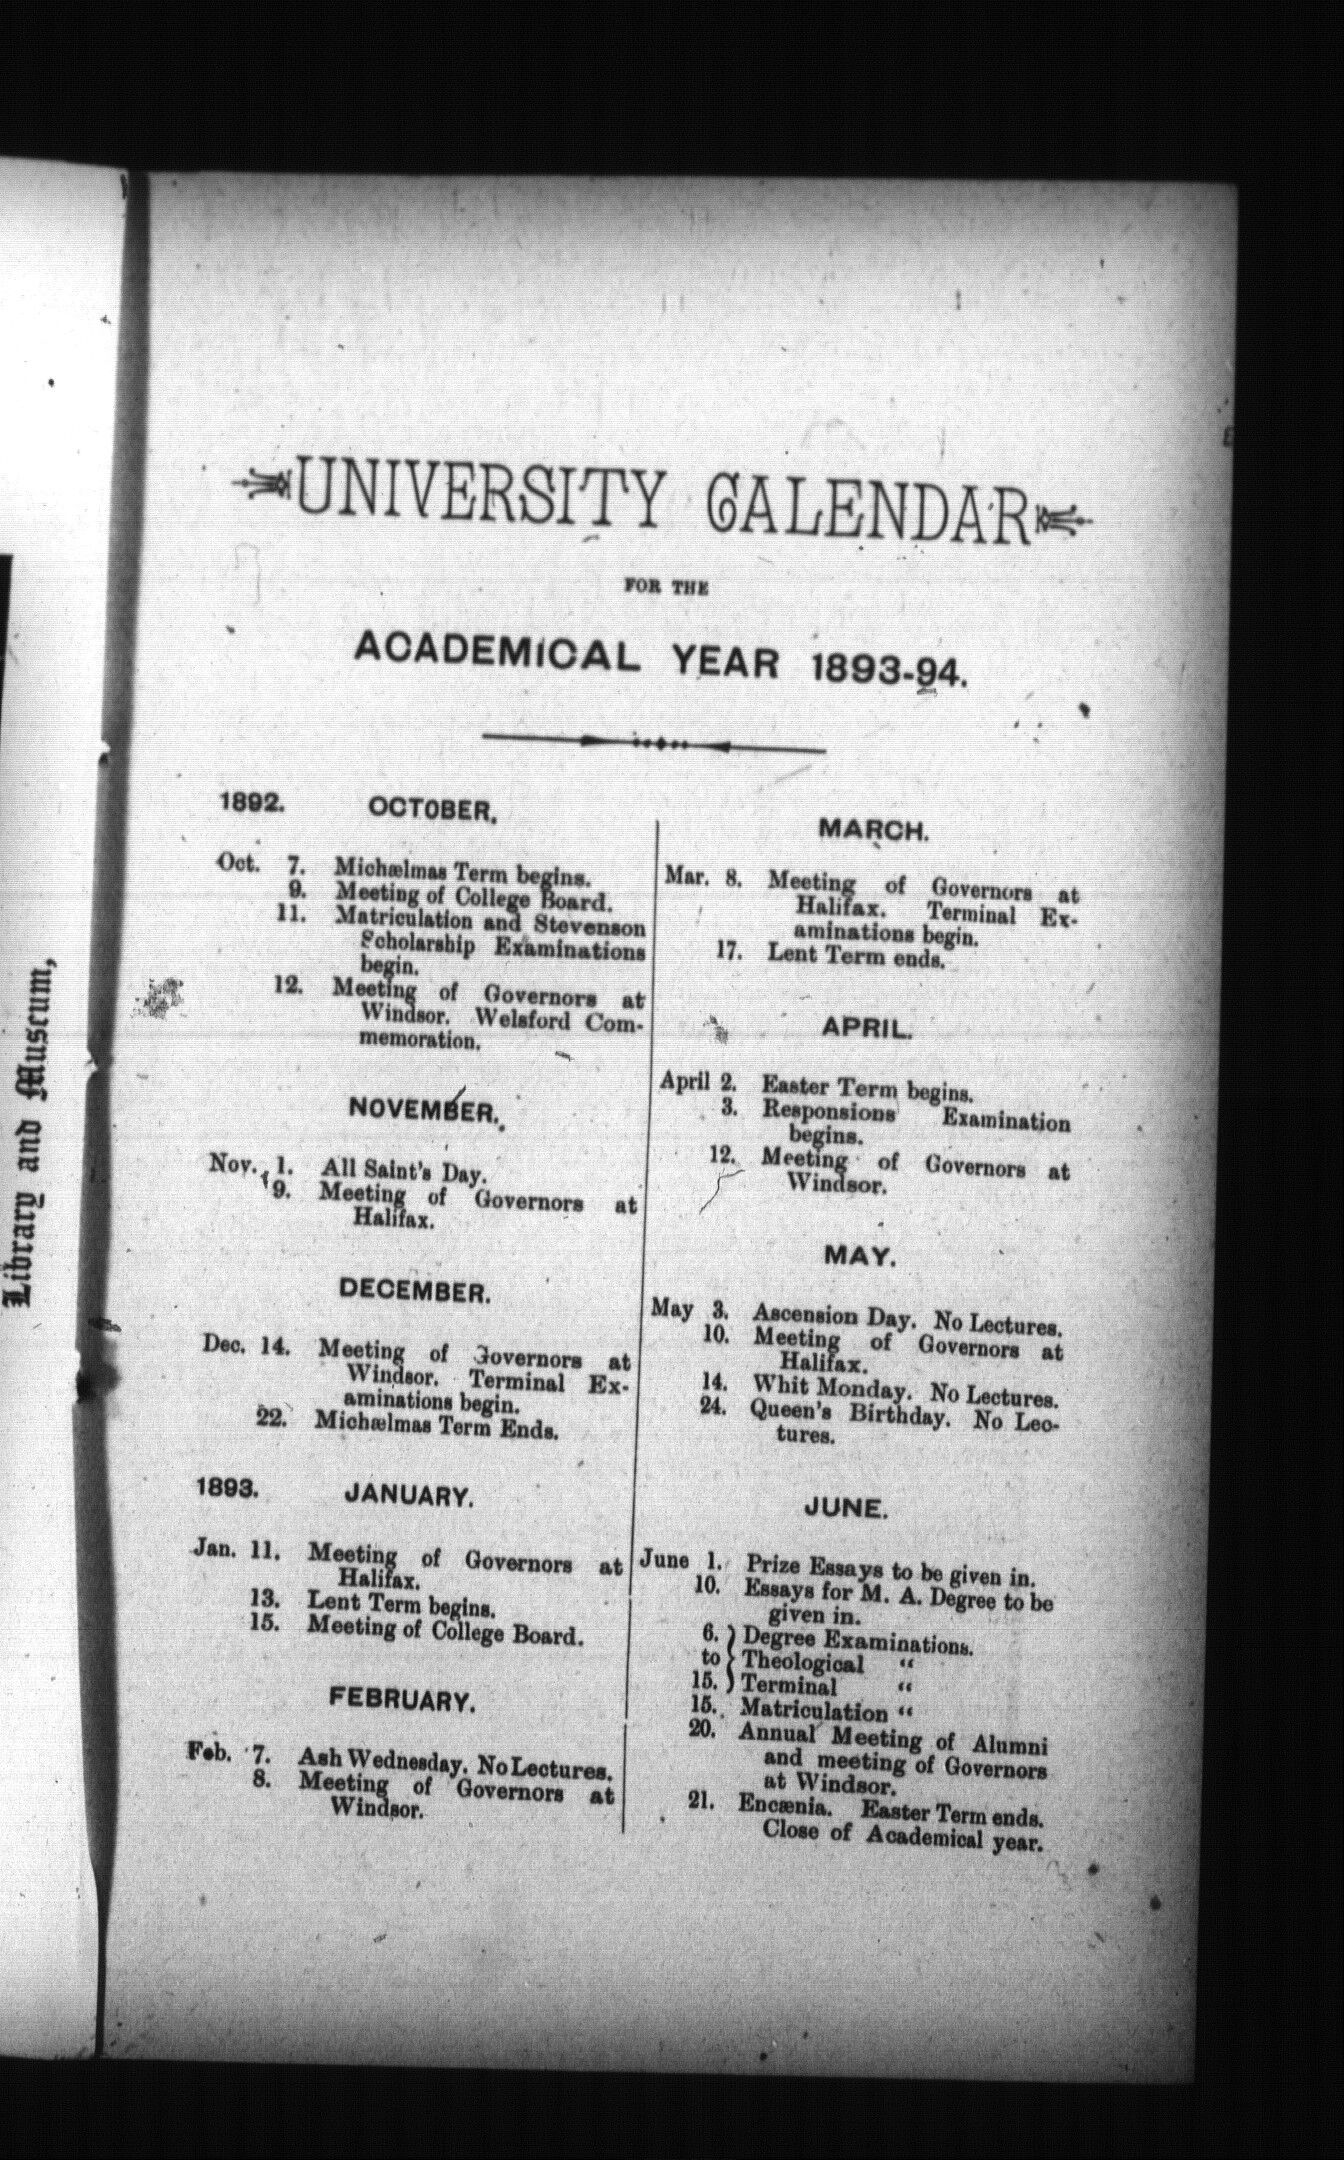 Library and Museum,
UNIVERSITY CALENDAR
FOR THE
ACADEMICAL YEAR 1893-94.
1892. OCTOBER.
Oct. 7. Michælmas Term begins.
9. Meeting of College Board.
11. Matriculation and Stevenson
Scholarship Examinations
begin.
12. Meeting of Governors at
Windsor. Welsford Com-
memoration.
NOVEMBER.
Nov. 1. All Saint's Day.
9. Meeting of Governors at
Halifax.
DECEMBER.
Dec. 14. Meeting of Governors at
Windsor. Terminal Ex-
aminations begin.
22. Michælmas Term Ends.
1893. JANUARY.
Jan. 11. Meeting of Governors at
Halifax.
13. Lent Term begins.
15. Meeting of College Board.
FEBRUARY.
Feb. 7. Ash Wednesday. No Lectures.
8. Meeting of Governors at
Windsor.
MARCH.
Mar. 8. Meeting of Governors at
Halifax. Terminal Ex-
aminations begin.
17. Lent Term ends.
APRIL.
April 2. Easter Term begins.
3. Responsions Examination
begins.
12. Meeting of Governors at
Windsor.
MAY.
May 3. Ascension Day. No Lectures.
10. Meeting of Governors at
Halifax.
14. Whit Monday. No Lectures.
24. Queen's Birthday. No Lec-
tures.
JUNE.
June 1. Prize Essays to be given in.
10. Essays for M. A. Degree to be
given in.
6. } Degree Examinations.
to } Theological "
15. } Terminal "
15. Matriculation "
20. Annual Meeting of Alumni
and meeting of Governors
at Windsor.
21. Encænia. Easter Term ends.
Close of Academical year.